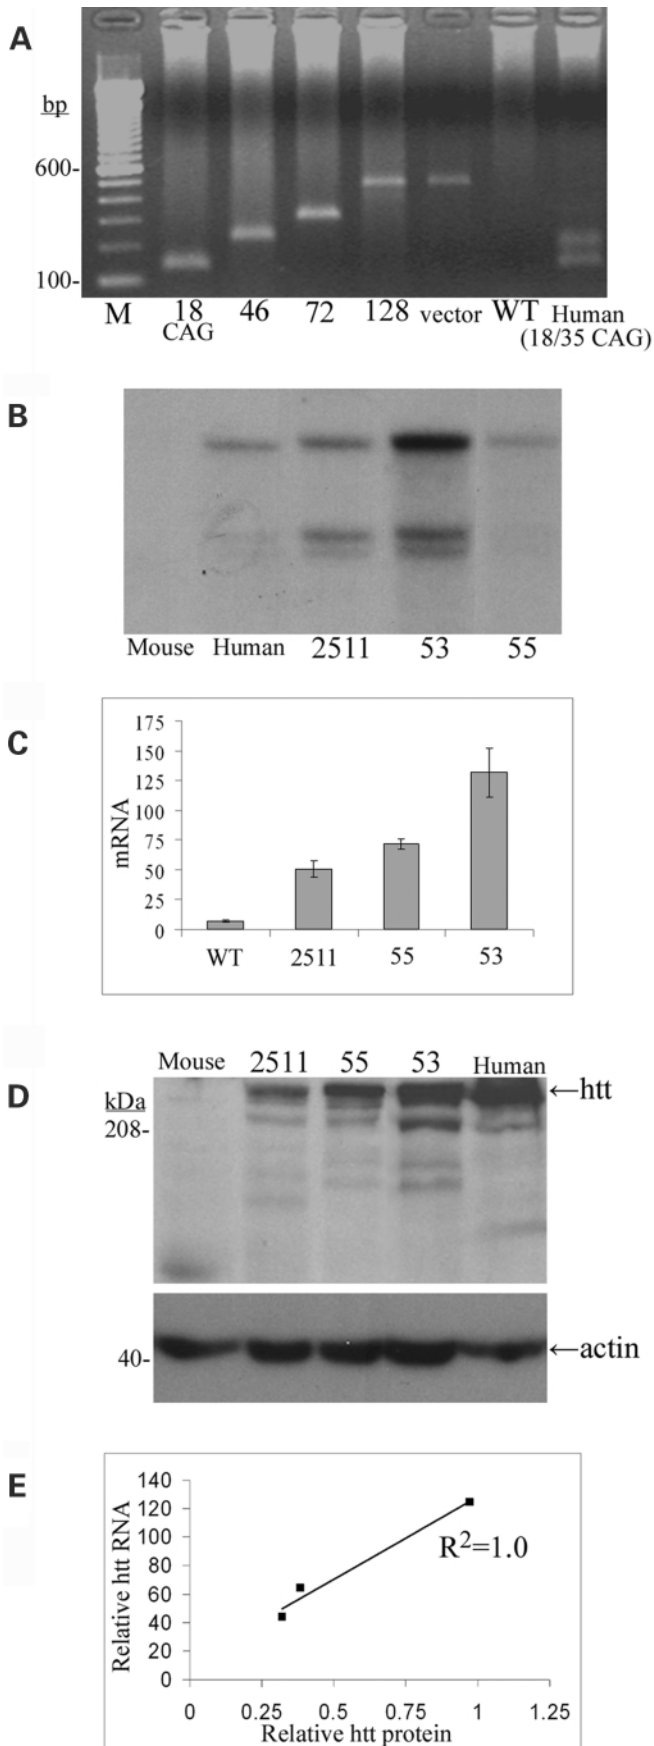 A
bp
600-
100-
M 18 46 72 128 vector WT Human
CAG (18/35 CAG)
B
Mouse Human 2511 53 55
C
mRNA
175
150
125
100
75
50
25
0
WT 2511 55 53
D
Mouse 2511 55 53 Human
←htt
kDa
208-
40-
←actin
E
Relative htt RNA
140
120
100
80
60
40
20
0
R²=1.0
0 0.25 0.5 0.75 1 1.25
Relative htt protein